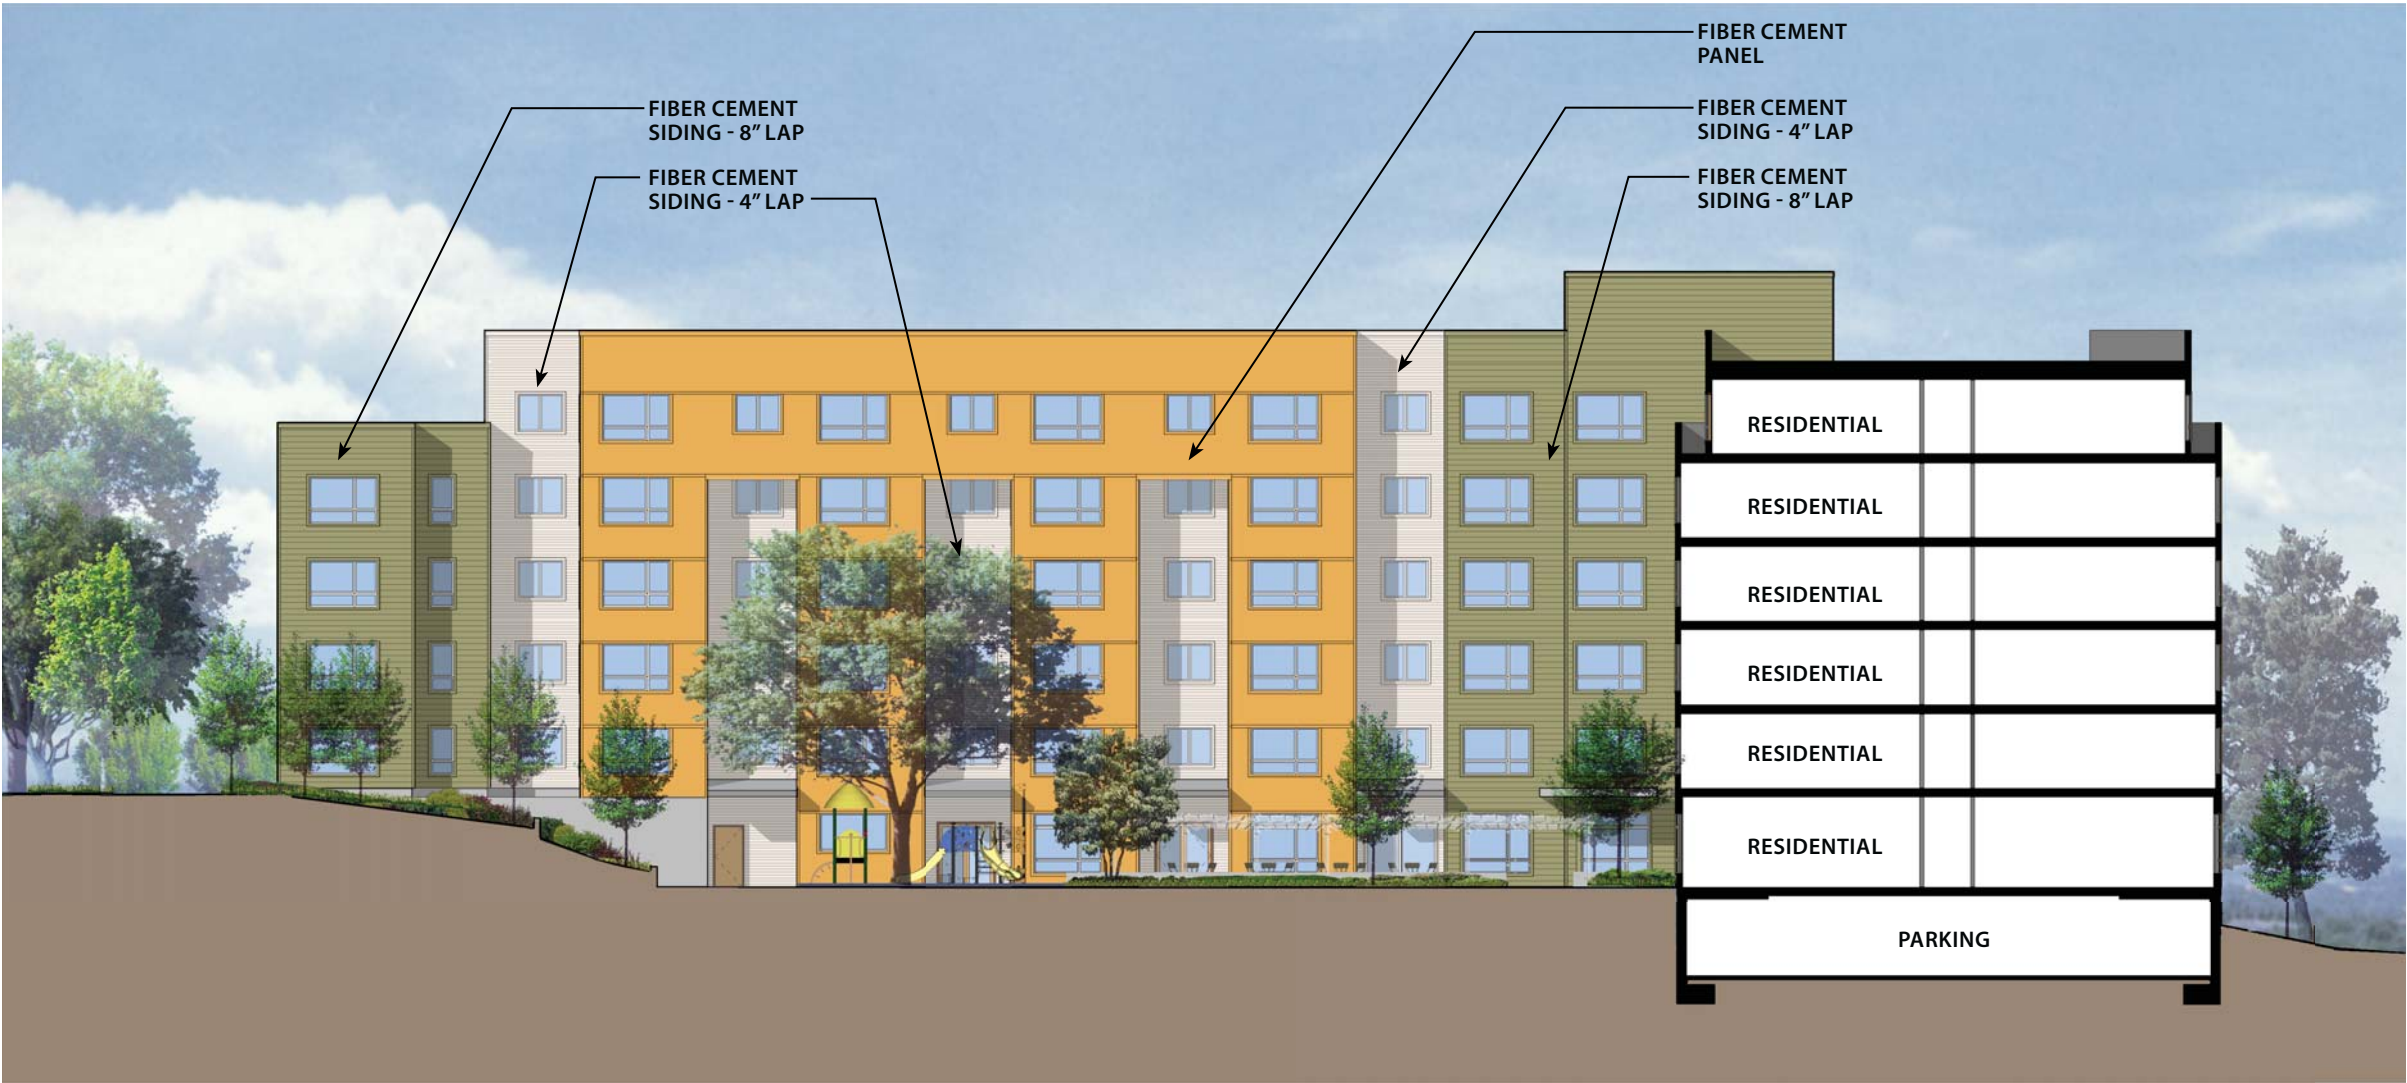 FIBER CEMENT
PANEL
FIBER CEMENT
SIDING - 8" LAP
FIBER CEMENT
SIDING - 4" LAP
FIBER CEMENT
SIDING - 4" LAP
FIBER CEMENT
SIDING - 8" LAP
RESIDENTIAL
RESIDENTIAL
RESIDENTIAL
RESIDENTIAL
RESIDENTIAL
RESIDENTIAL
PARKING